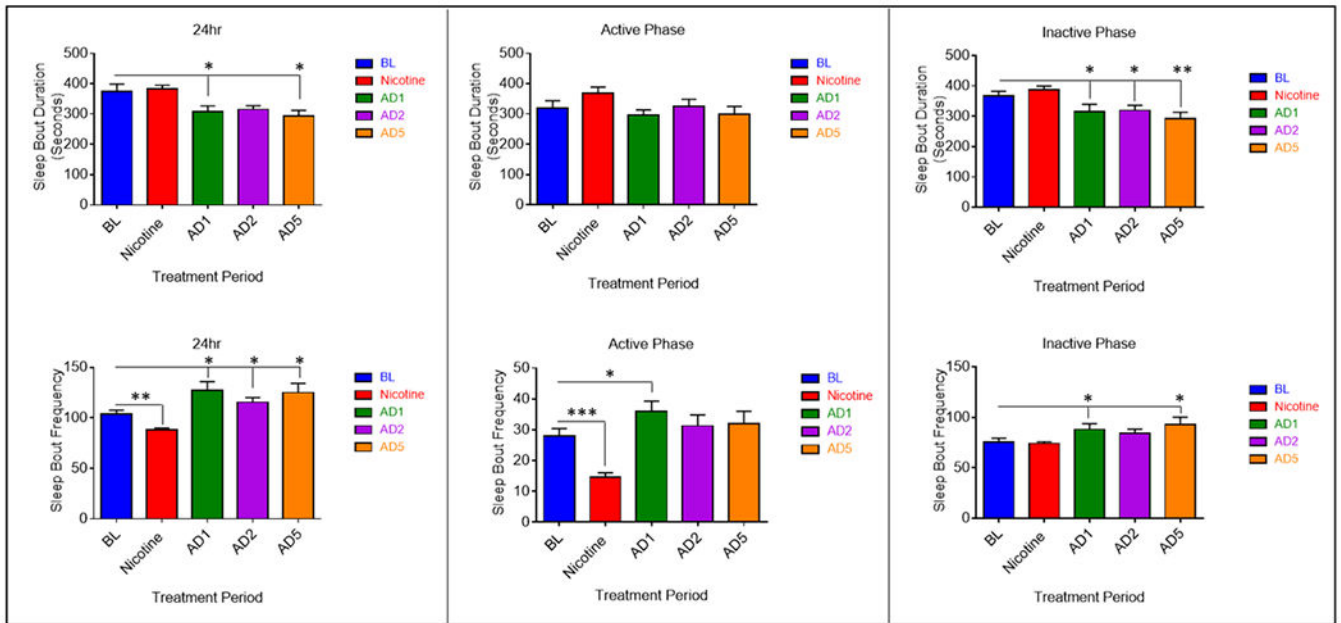 24hr
Sleep Bout Duration
(Seconds)
500
400
300
200
100
0
*
*
BL
Nicotine
AD1
AD2
AD5
BL
Nicotine
AD1
AD2
AD5
Treatment Period
Active Phase
Sleep Bout Duration
(Seconds)
500
400
300
200
100
0
BL
Nicotine
AD1
AD2
AD5
BL
Nicotine
AD1
AD2
AD5
Treatment Period
Inactive Phase
Sleep Bout Duration
(Seconds)
500
400
300
200
100
0
*
*
**
BL
Nicotine
AD1
AD2
AD5
BL
Nicotine
AD1
AD2
AD5
Treatment Period
24hr
Sleep Bout Frequency
150
100
50
0
**
*
*
*
BL
Nicotine
AD1
AD2
AD5
BL
Nicotine
AD1
AD2
AD5
Treatment Period
Active Phase
Sleep Bout Frequency
50
40
30
20
10
0
*
***
BL
Nicotine
AD1
AD2
AD5
BL
Nicotine
AD1
AD2
AD5
Treatment Period
Inactive Phase
Sleep Bout Frequency
150
100
50
0
*
*
BL
Nicotine
AD1
AD2
AD5
BL
Nicotine
AD1
AD2
AD5
Treatment Period